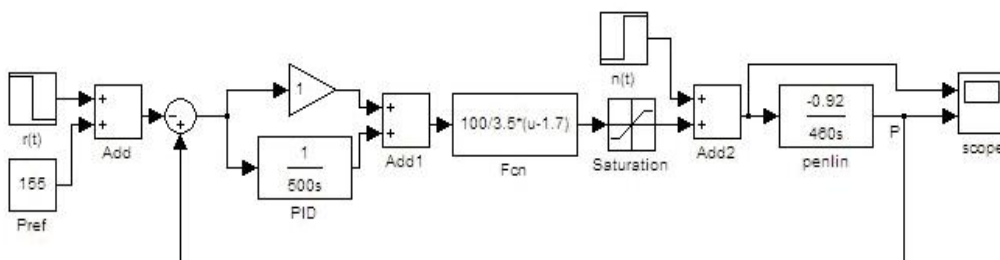 r(t)
+
+
Add
155
Pref
-
+
1
1
500s
PID
+
+
Add1
100/3.5*(u-1.7)
Fcn
Saturation
n(t)
+
+
Add2
-0.92
460s
penlin
P
scope